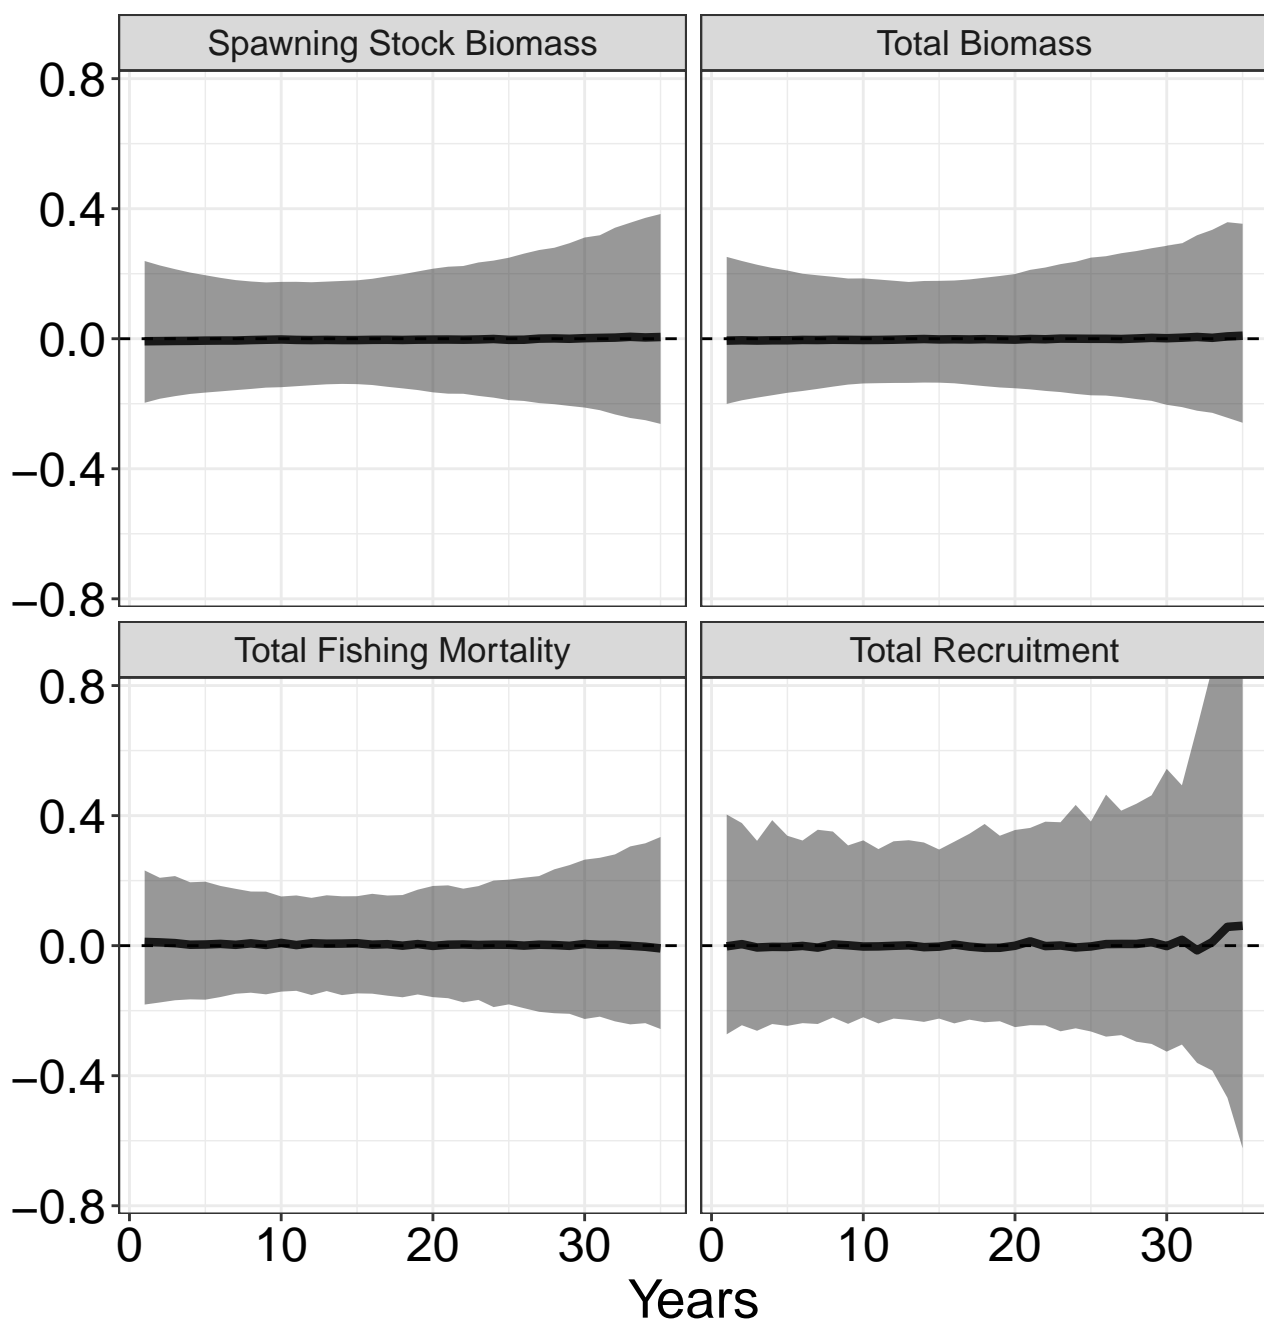 Spawning Stock Biomass
Total Biomass
0.8
0.4
0.0
−0.4
−0.8
Total Fishing Mortality
Total Recruitment
0.8
0.4
0.0
−0.4
−0.8
0 10 20 30
0 10 20 30
Years